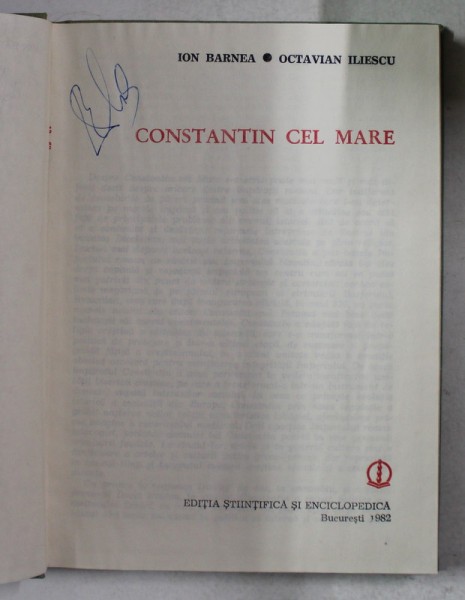 ION BARNEA ● OCTAVIAN ILIESCU
CONSTANTIN CEL MARE
EDIȚIA ȘTIINȚIFICĂ ȘI ENCICLOPEDICĂ
București 1982